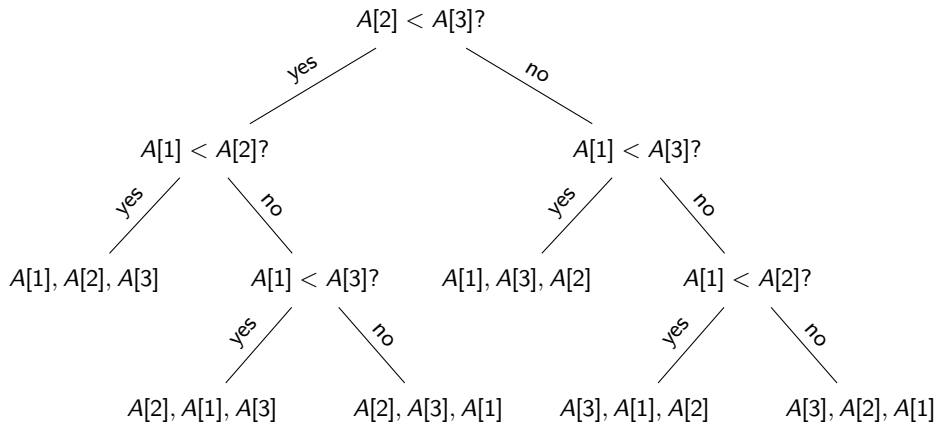 A[2] < A[3]?
yes
no
A[1] < A[2]?
A[1] < A[3]?
yes
no
yes
no
A[1], A[2], A[3]
A[1] < A[3]?
A[1], A[3], A[2]
A[1] < A[2]?
yes
no
yes
no
A[2], A[1], A[3]
A[2], A[3], A[1]
A[3], A[1], A[2]
A[3], A[2], A[1]